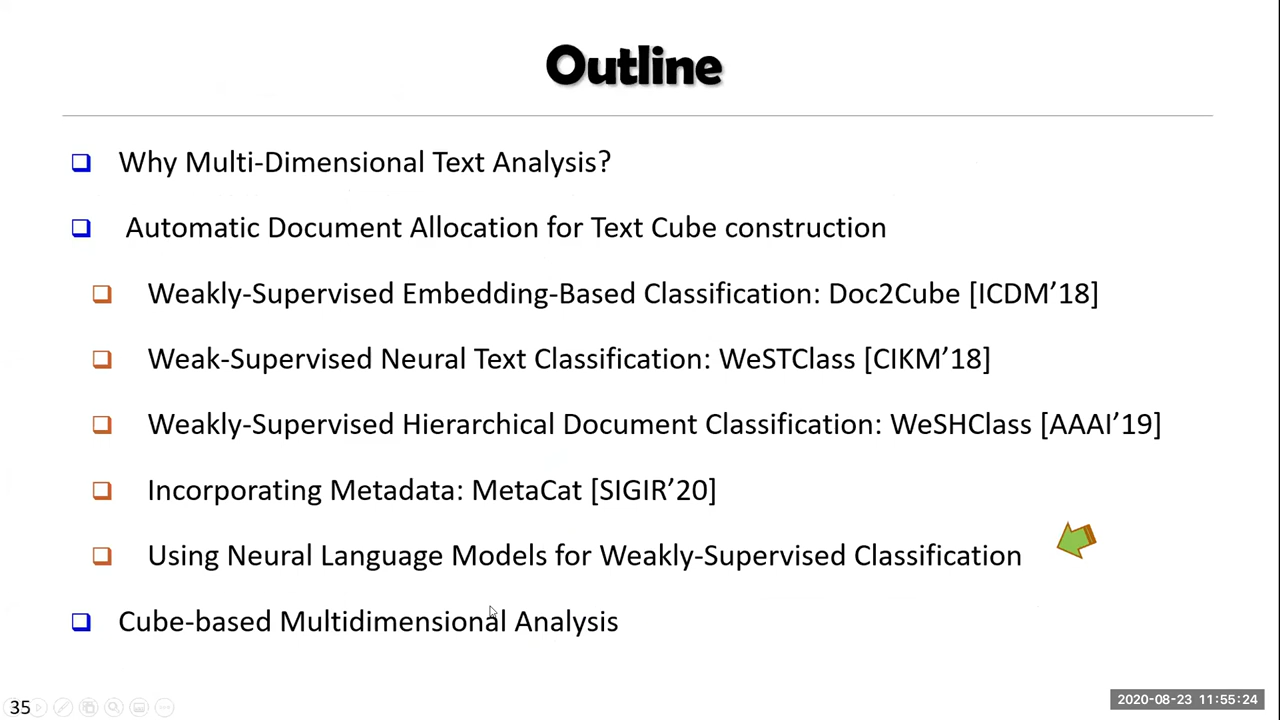 Outline
Why Multi-Dimensional Text Analysis?
Automatic Document Allocation for Text Cube construction
Weakly-Supervised Embedding-Based Classification: Doc2Cube [ICDM’18]
Weak-Supervised Neural Text Classification: WeSTClass [CIKM’18]
Weakly-Supervised Hierarchical Document Classification: WeSHClass [AAAI’19]
Incorporating Metadata: MetaCat [SIGIR’20]
Using Neural Language Models for Weakly-Supervised Classification
Cube-based Multidimensional Analysis
35
2020-08-23 11:55:24